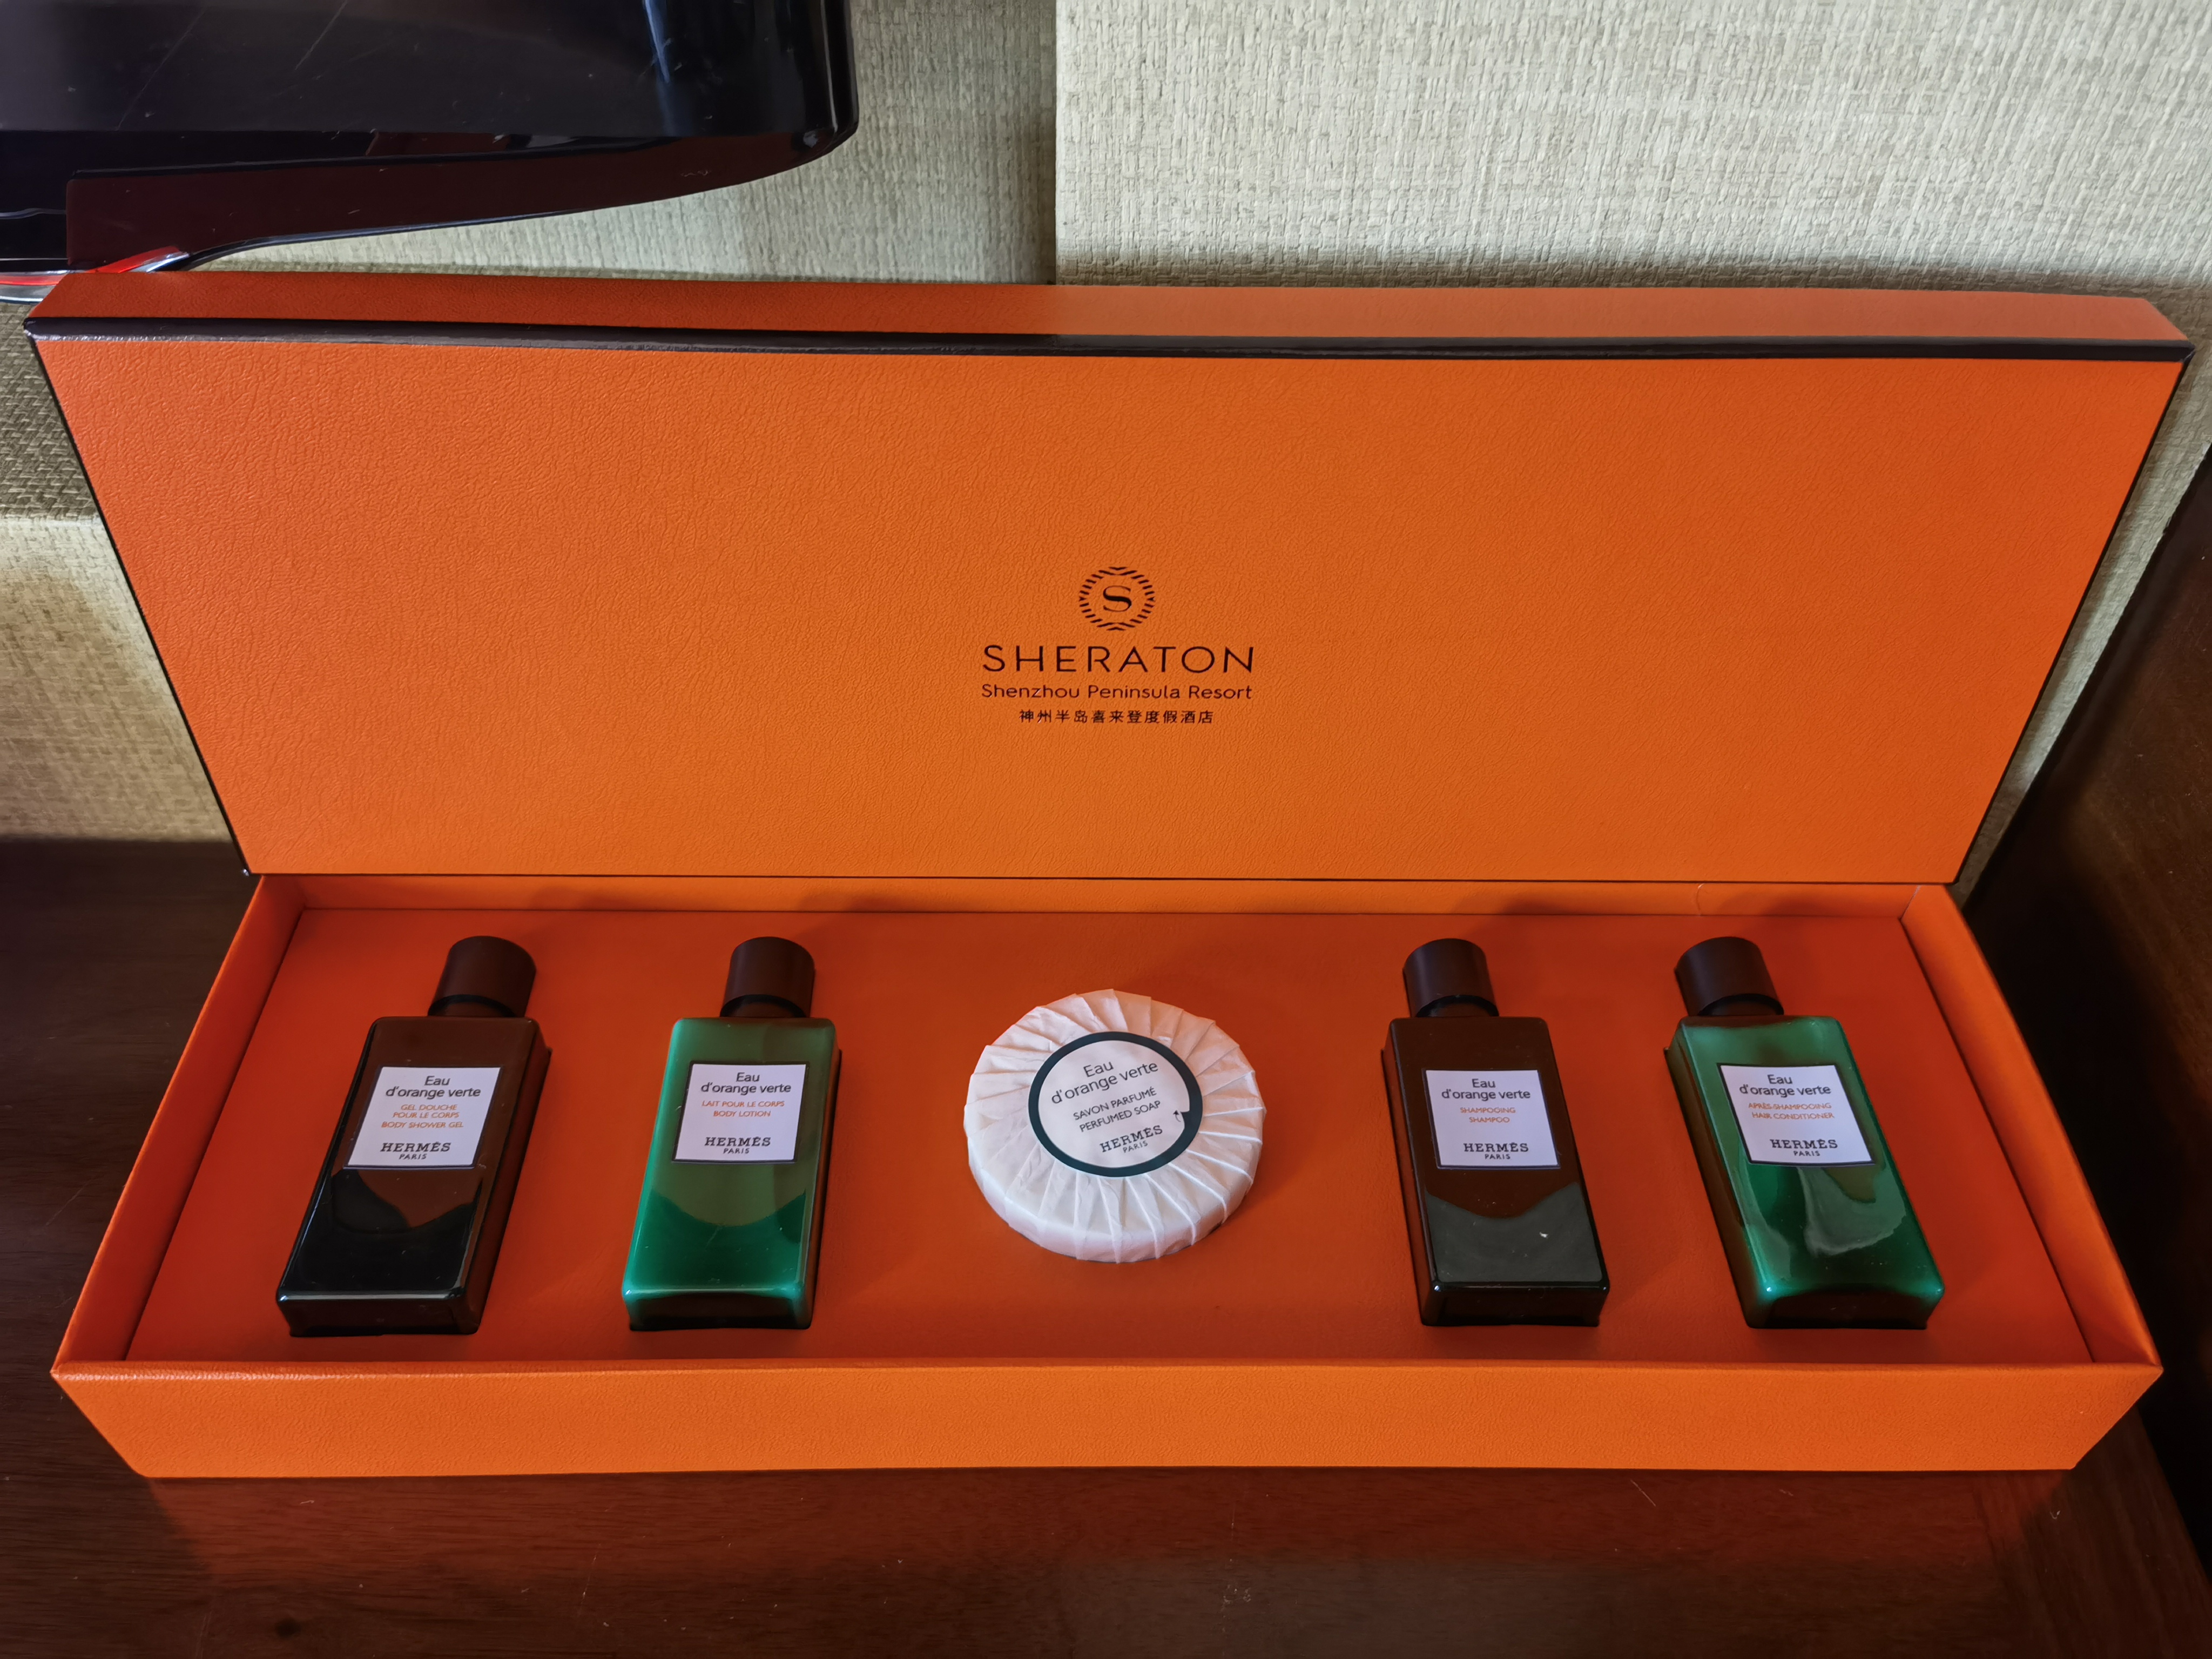 S
SHERATON
Shenzhou Peninsula Resort
神州半岛喜来登度假酒店
Eau
d'orange verte
GEL DOUCHE
POUR LE CORPS
BODY SHOWER GEL
HERMÈS
PARIS
Eau
d'orange verte
LAIT POUR LE CORPS
BODY LOTION
HERMÈS
PARIS
Eau
d'orange verte
SAVON PARFUMÉ
PERFUMED SOAP
HERMÈS
PARIS
Eau
d'orange verte
SHAMPOOING
SHAMPOO
HERMÈS
PARIS
Eau
d'orange verte
APRÈS-SHAMPOOING
HAIR CONDITIONER
HERMÈS
PARIS